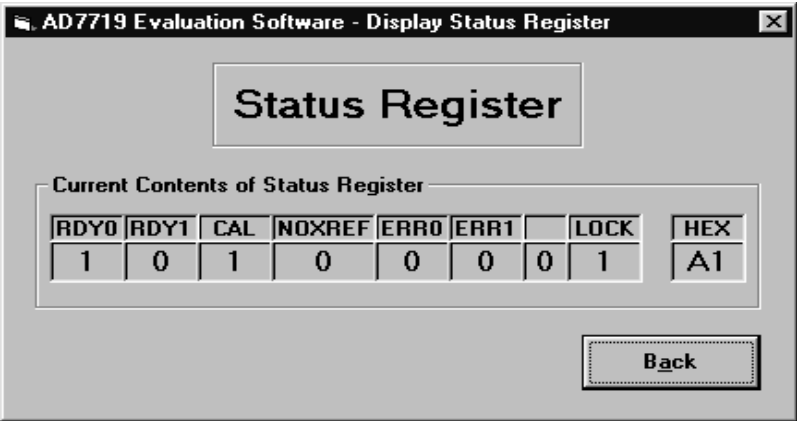 AD7719 Evaluation Software - Display Status Register
Status Register
Current Contents of Status Register
RDY0 RDY1 CAL NOXREF ERR0 ERR1 LOCK HEX
1 0 1 0 0 0 0 1 A1
Back